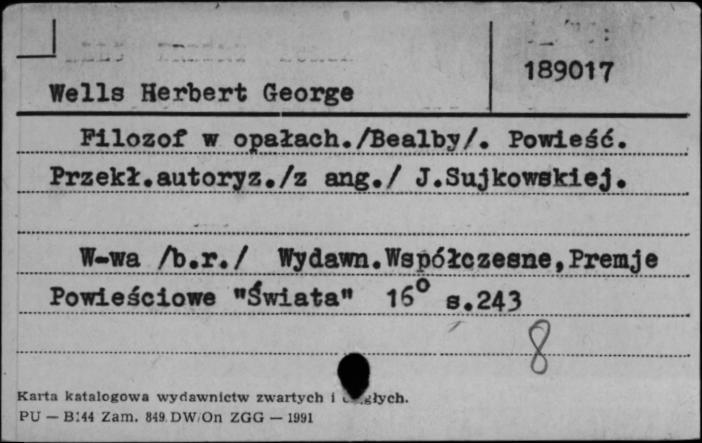 189017
Wells Herbert George
Filozof w opałach./Bealby/. Powieść.
Przekł.autoryz./z ang./ J.Sujkowskiej.
W-wa /b.r./ Wydawn.Współczesne,Premje
Powieściowe "Świata" 16° s.243
8
Karta katalogowa wydawnictw zwartych i
PU — B144 Zam. 849 DW/On ZGG — 1991